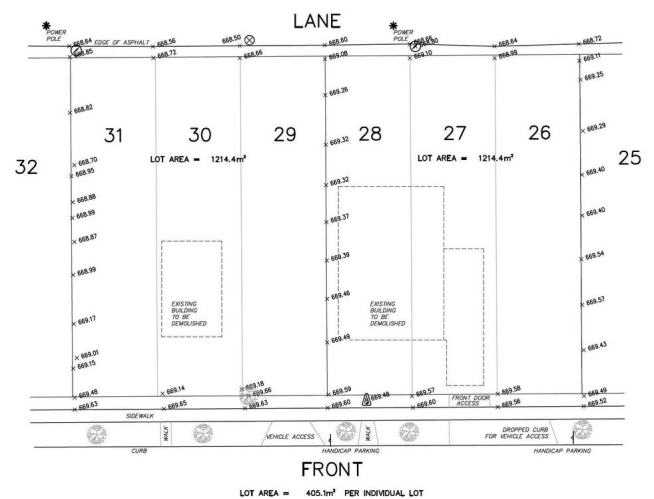 LANE
POWER
POLE
POWER
POLE
668.64
EDGE OF ASPHALT
668.56
668.50
668.60
668.66
668.64
668.72
668.85
668.72
668.66
669.08
669.10
668.99
669.11
669.25
669.26
668.82
31
30
29
28
27
26
669.32
669.29
32
LOT AREA = 1214.4m²
LOT AREA = 1214.4m²
25
668.70
668.95
669.40
668.88
669.32
668.99
669.37
669.40
668.87
669.39
669.54
668.99
669.46
669.57
EXISTING
BUILDING
TO BE
DEMOLISHED
EXISTING
BUILDING
TO BE
DEMOLISHED
669.17
669.49
669.43
669.01
669.15
669.48
669.14
669.18
669.66
669.59
669.48
669.57
FRONT DOOR
ACCESS
669.58
669.49
669.63
669.65
669.63
669.60
669.60
669.56
669.52
SIDEWALK
WALK
VEHICLE ACCESS
WALK
DROPPED CURB
FOR VEHICLE ACCESS
CURB
HANDICAP PARKING
HANDICAP PARKING
FRONT
LOT AREA = 405.1m² PER INDIVIDUAL LOT